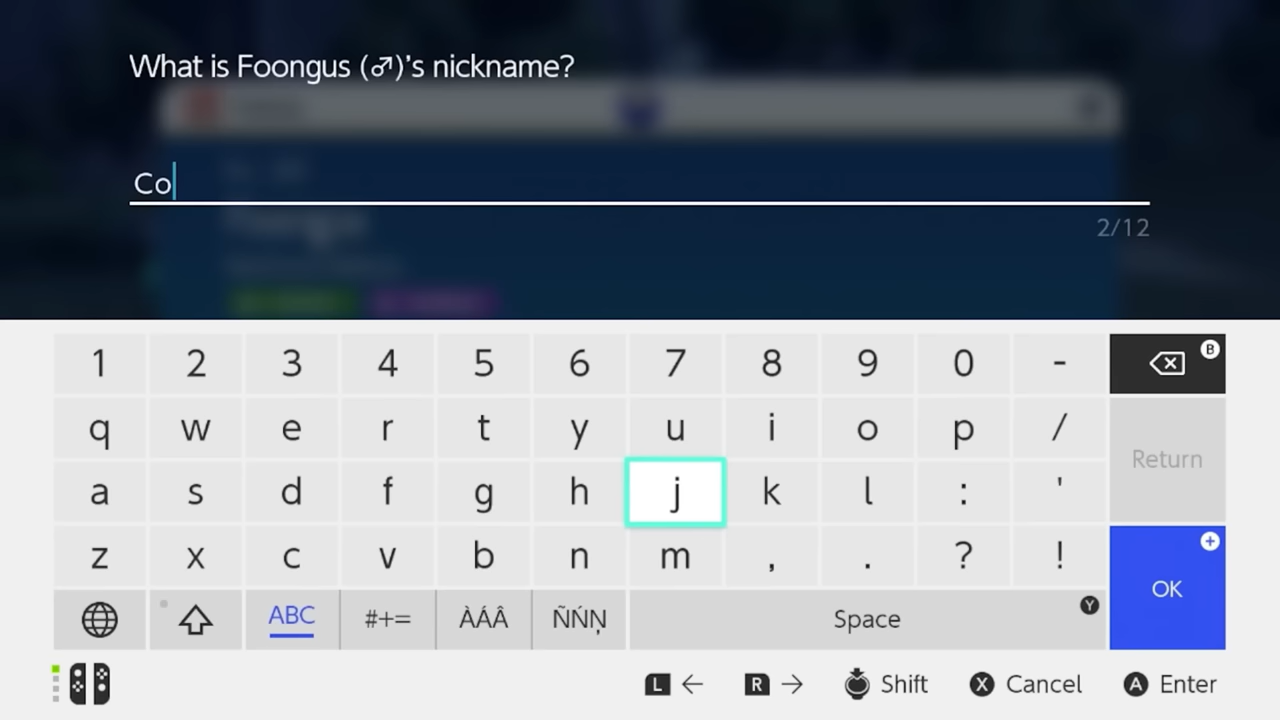 What is Foongus (♂)'s nickname?
Co
2/12
1 2 3 4 5 6 7 8 9 0 - B
q w e r t y u i o p /
Return
a s d f g h j k l : '
z x c v b n m , . ? ! +
OK
ABC #+= ÀÁÂ ÑŃŅ Space Y
L ← R → Shift X Cancel A Enter